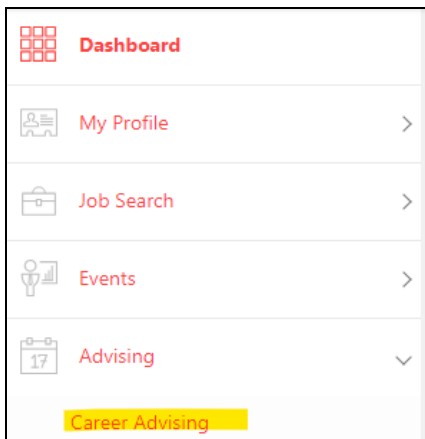 Dashboard
My Profile
Job Search
Events
17 Advising
Career Advising